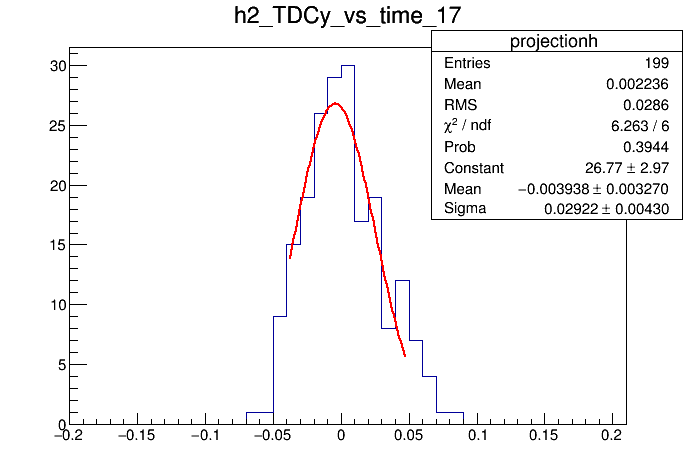 h2_TDCy_vs_time_17
projectionh
Entries 199
Mean 0.002236
RMS 0.0286
χ² / ndf 6.263 / 6
Prob 0.3944
Constant 26.77 ± 2.97
Mean −0.003938 ± 0.003270
Sigma 0.02922 ± 0.00430
30
25
20
15
10
5
0
−0.2 −0.15 −0.1 −0.05 0 0.05 0.1 0.15 0.2